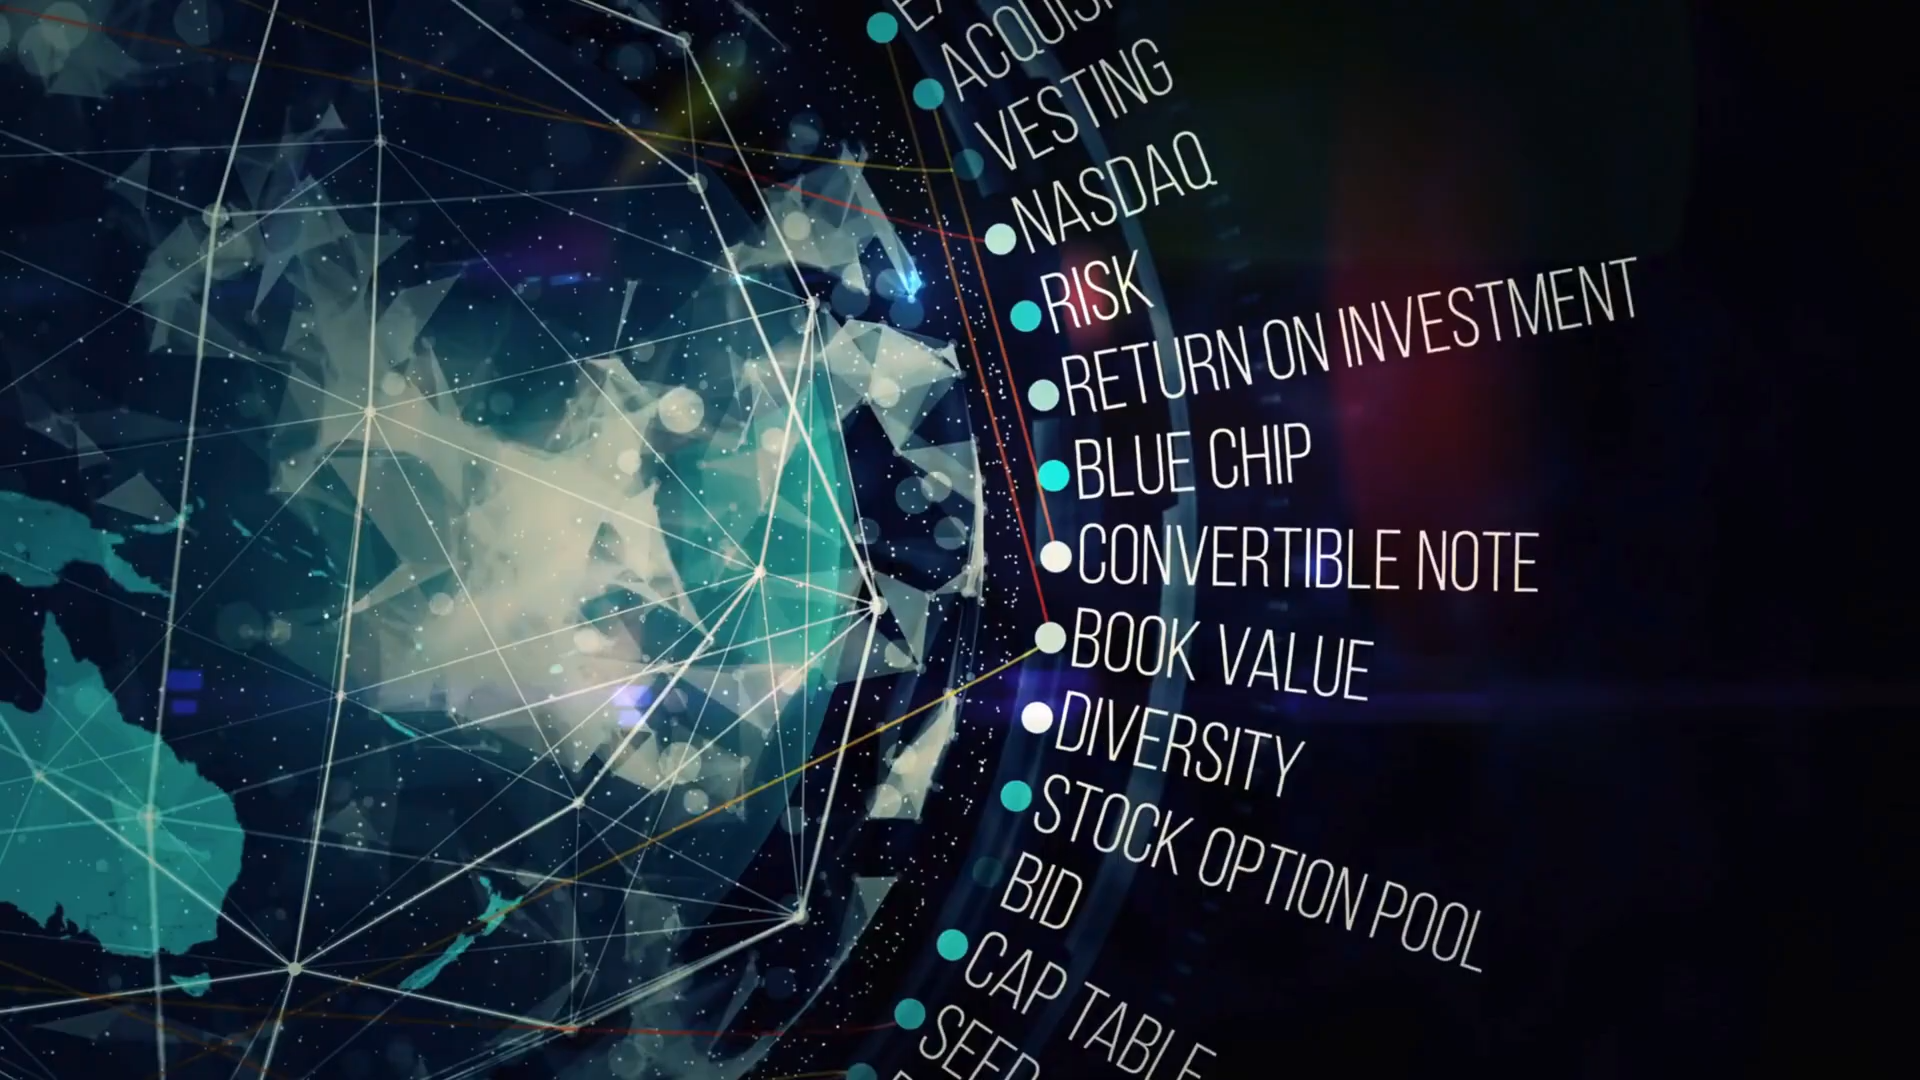 VESTING
NASDAQ
RISK
RETURN ON INVESTMENT
BLUE CHIP
CONVERTIBLE NOTE
BOOK VALUE
DIVERSITY
STOCK OPTION POOL
BID
CAP TABLE
SEED